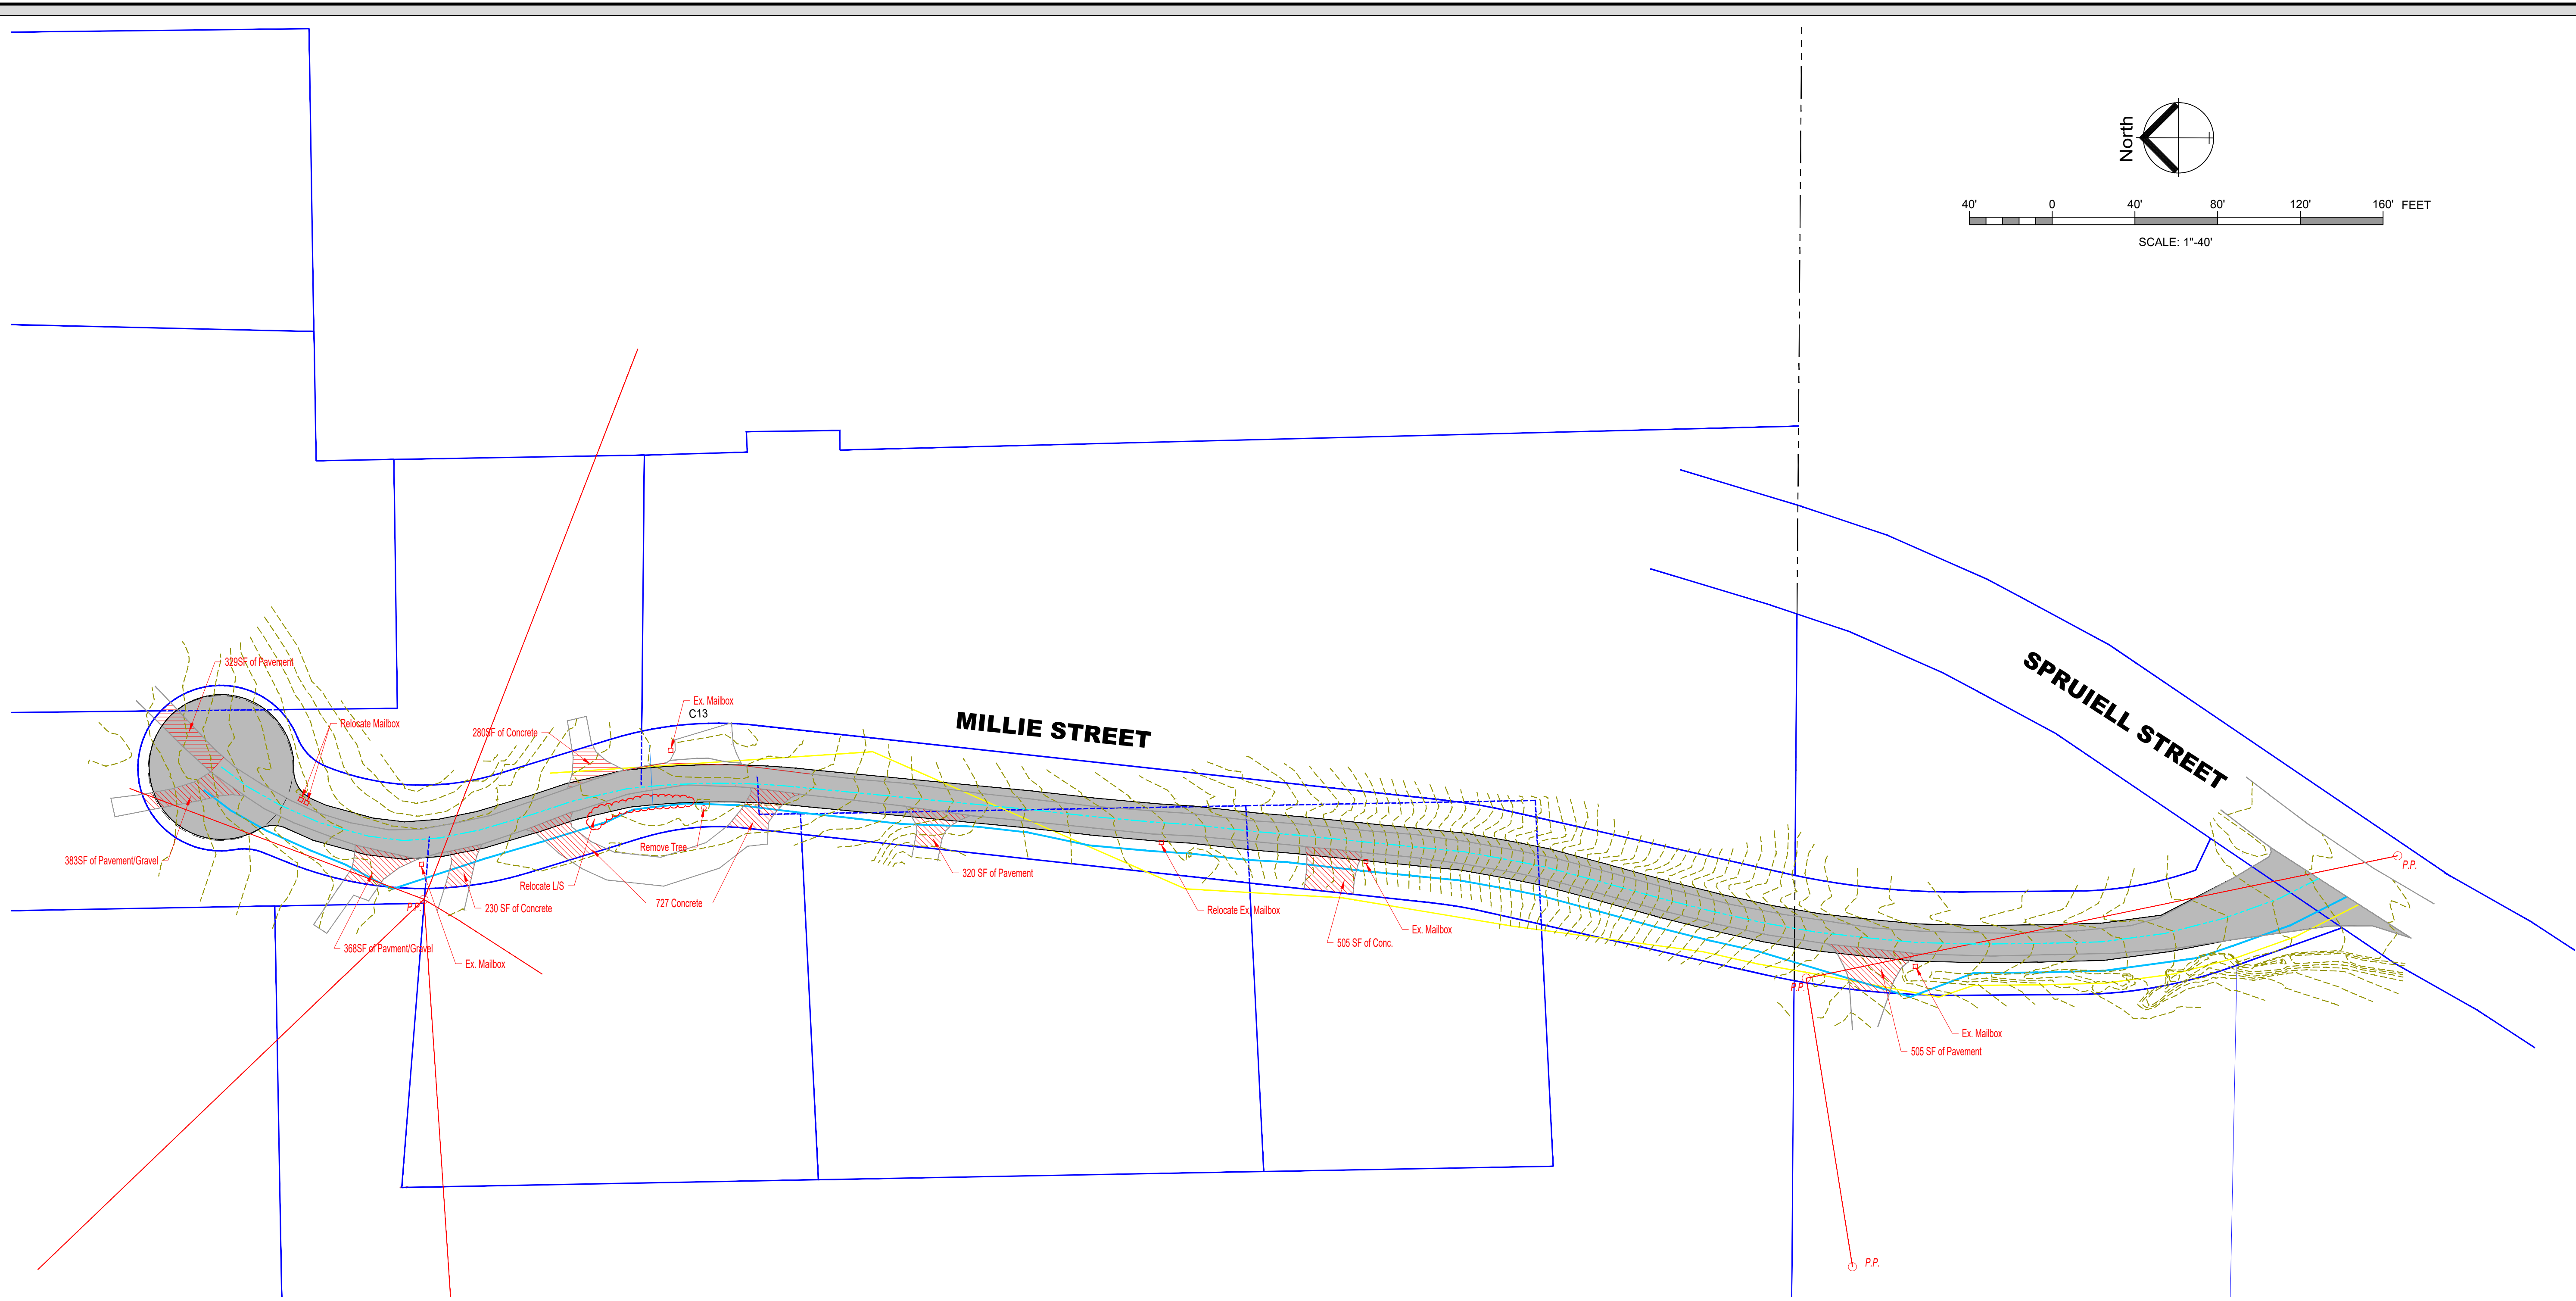 North
40' 0 40' 80' 120' 160' FEET
SCALE: 1"-40'
SPRUIELL STREET
MILLIE STREET
329SF of Pavement
Relocate Mailbox
280SF of Concrete
Ex. Mailbox
C13
383SF of Pavement/Gravel
368SF of Pavment/Gravel
P.P.
Ex. Mailbox
230 SF of Concrete
Relocate L/S
Remove Tree
727 Concrete
320 SF of Pavement
Relocate Ex. Mailbox
505 SF of Conc.
Ex. Mailbox
P.P.
505 SF of Pavement
Ex. Mailbox
P.P.
P.P.